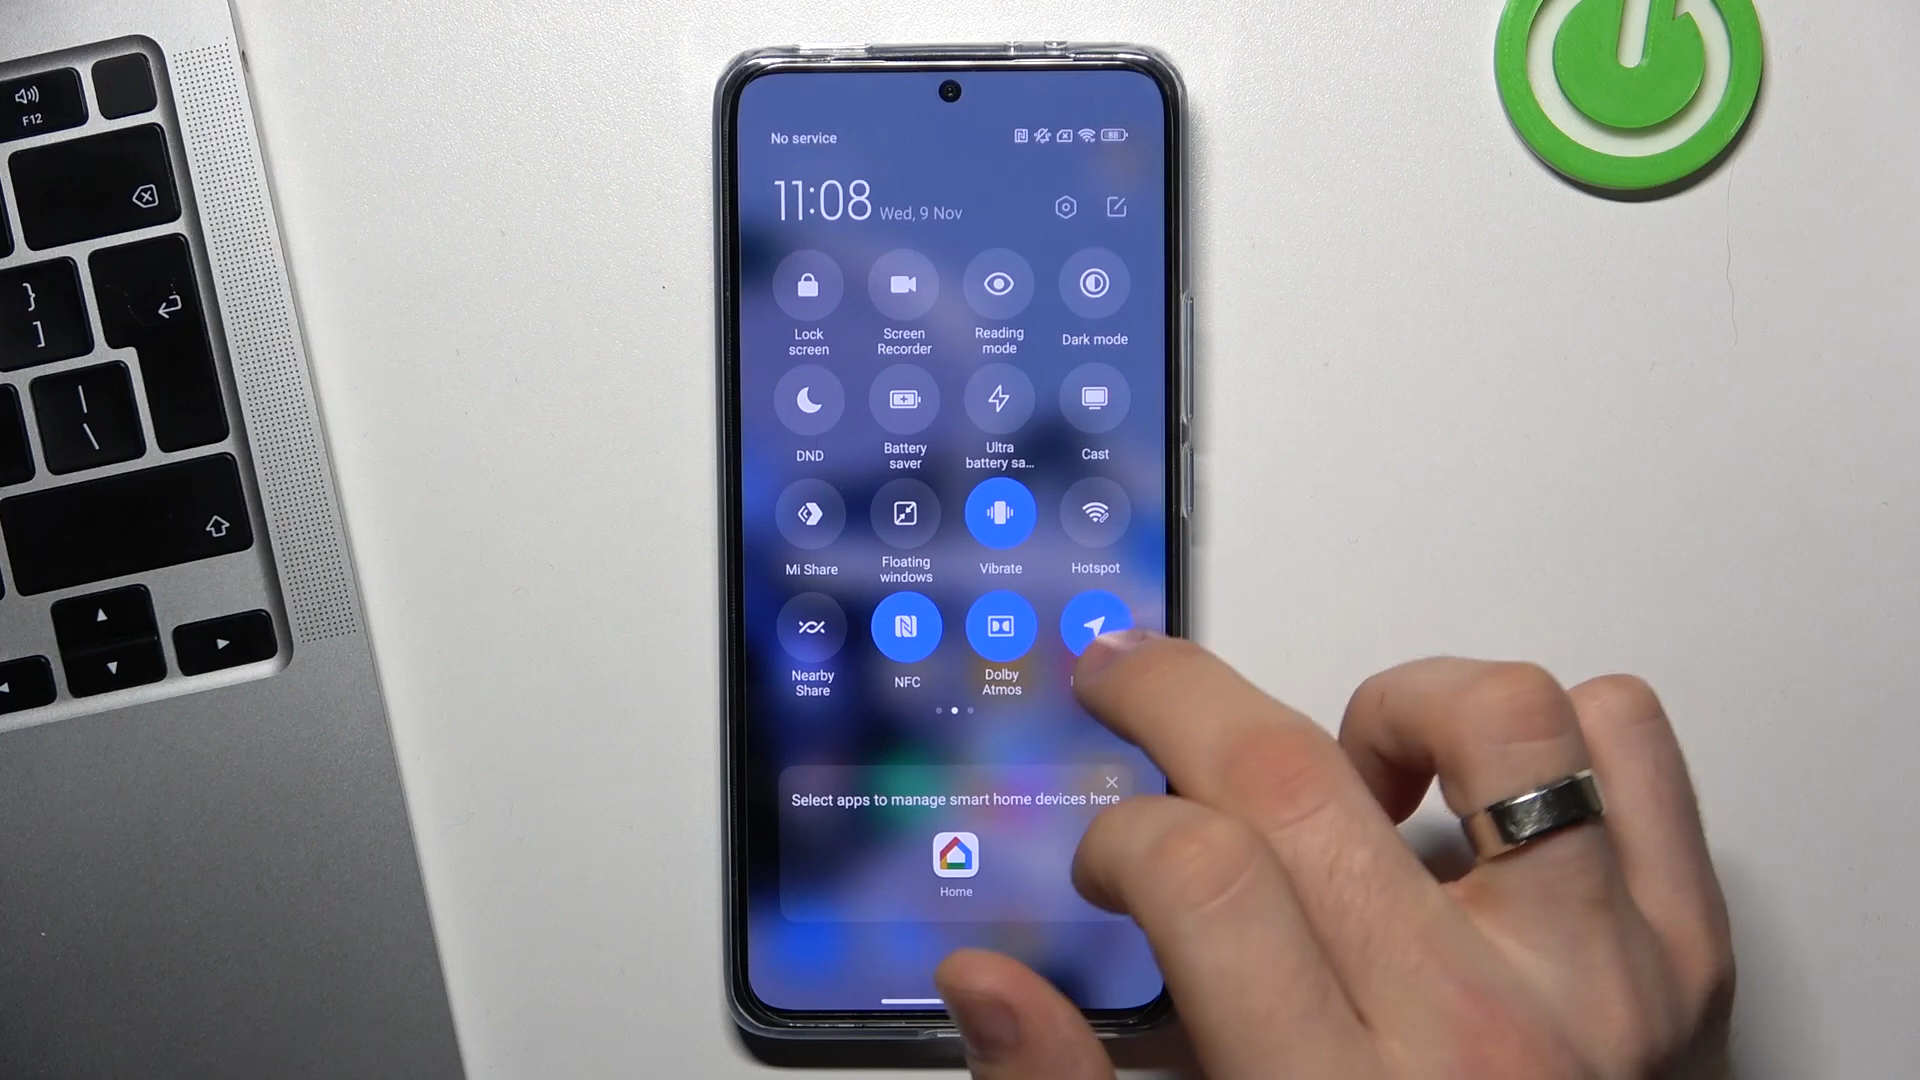 F12
}
]
|
\
No service
88
11:08 Wed, 9 Nov
Lock
screen
Screen
Recorder
Reading
mode
Dark mode
DND
Battery
saver
Ultra
battery sa...
Cast
Mi Share
Floating
windows
Vibrate
Hotspot
Nearby
Share
NFC
Dolby
Atmos
Select apps to manage smart home devices here
Home